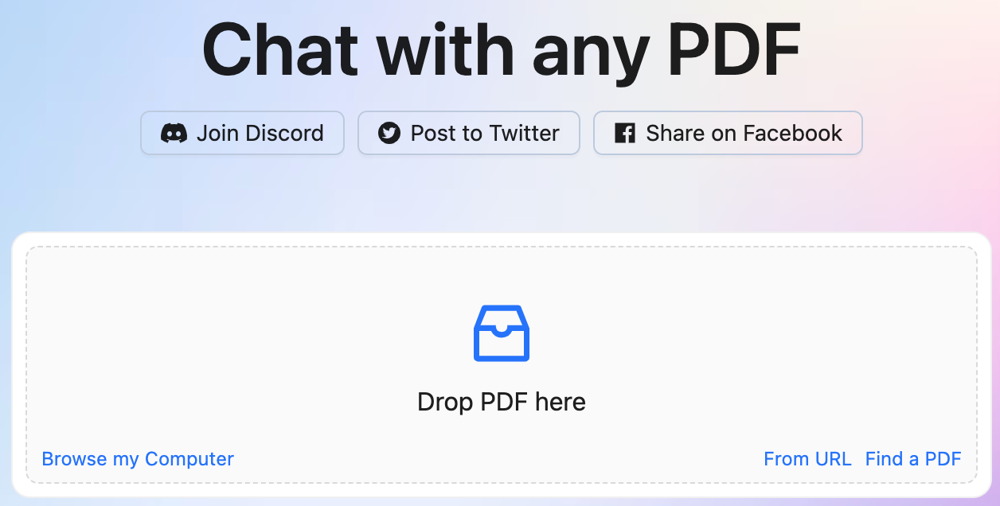 Chat with any PDF
Join Discord Post to Twitter Share on Facebook
Drop PDF here
Browse my Computer From URL Find a PDF